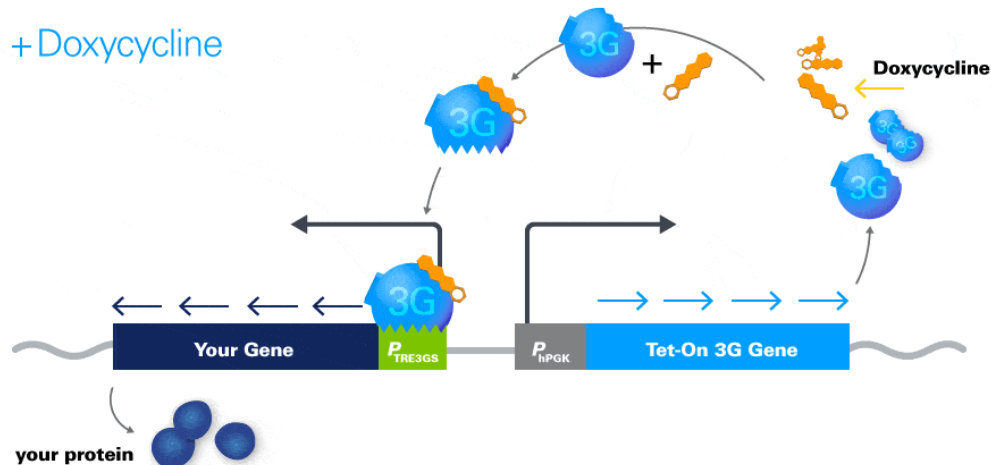 +Doxycycline
3G
+
Doxycycline
3G
3G
3G
3G
3G
Your Gene
PTRE3GS
PhPGK
Tet-On 3G Gene
your protein